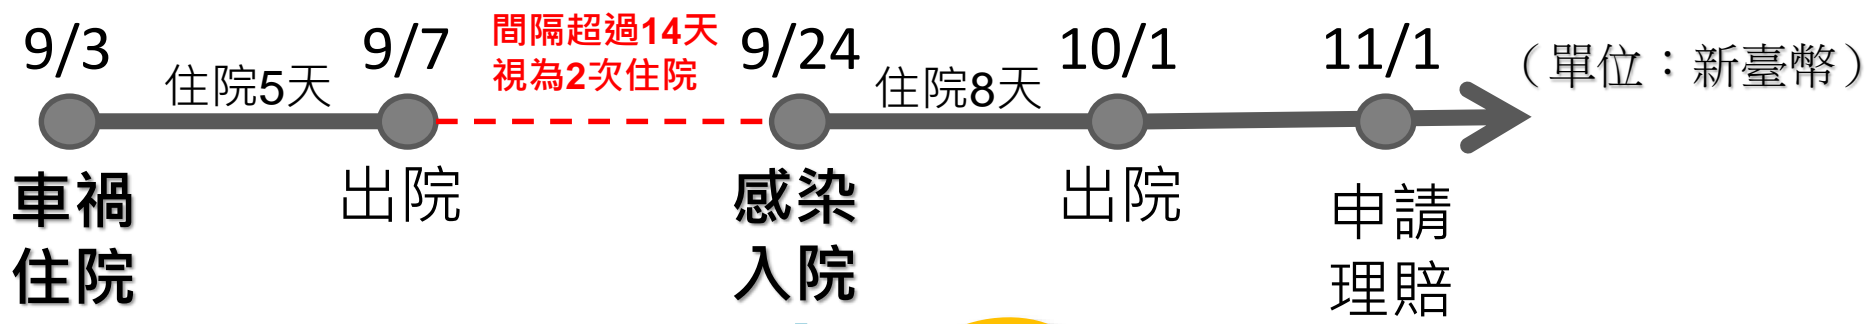 9/3
住院5天
9/7
間隔超過14天
視為2次住院
9/24
住院8天
10/1
11/1
（單位：新臺幣）
車禍
住院
出院
感染
入院
出院
申請
理賠